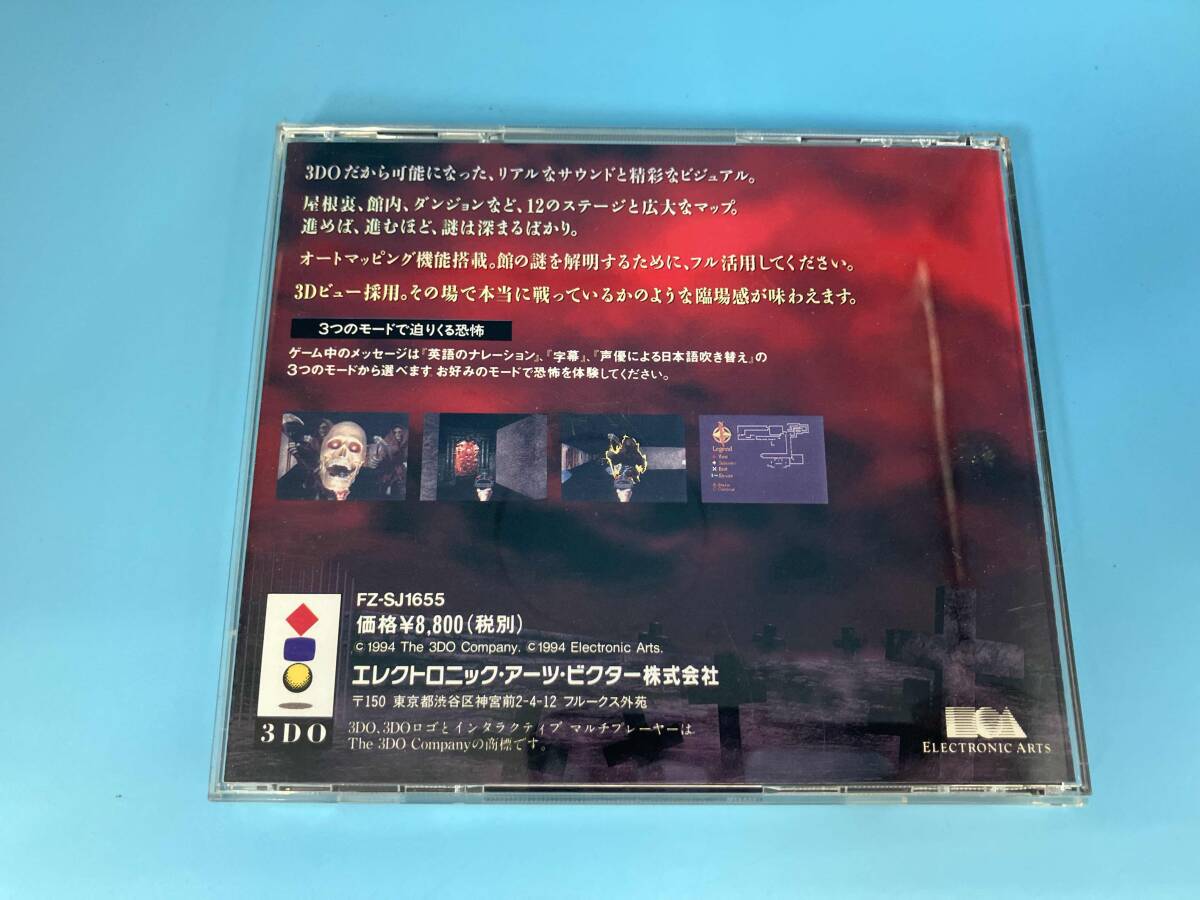 3DOだから可能になった、リアルなサウンドと精彩なビジュアル。
屋根裏、館内、ダンジョンなど、12のステージと広大なマップ。
進めば、進むほど、謎は深まるばかり。
オートマッピング機能搭載。館の謎を解明するために、フル活用してください。
3Dビュー採用。その場で本当に戦っているかのような臨場感が味わえます。
3つのモードで迫りくる恐怖
ゲーム中のメッセージは『英語のナレーション』、『字幕』、『声優による日本語吹き替え』の
3つのモードから選べます お好みのモードで恐怖を体験してください。
Legend
Exit
FZ-SJ1655
価格¥8,800(税別)
©1994 The 3DO Company. ©1994 Electronic Arts.
エレクトロニック・アーツ・ビクター株式会社
〒150 東京都渋谷区神宮前2-4-12 フルークス外苑
3DO
3DO、3DOロゴとインタラクティブ マルチプレーヤーは
The 3DO Companyの商標です。
ELECTRONIC ARTS